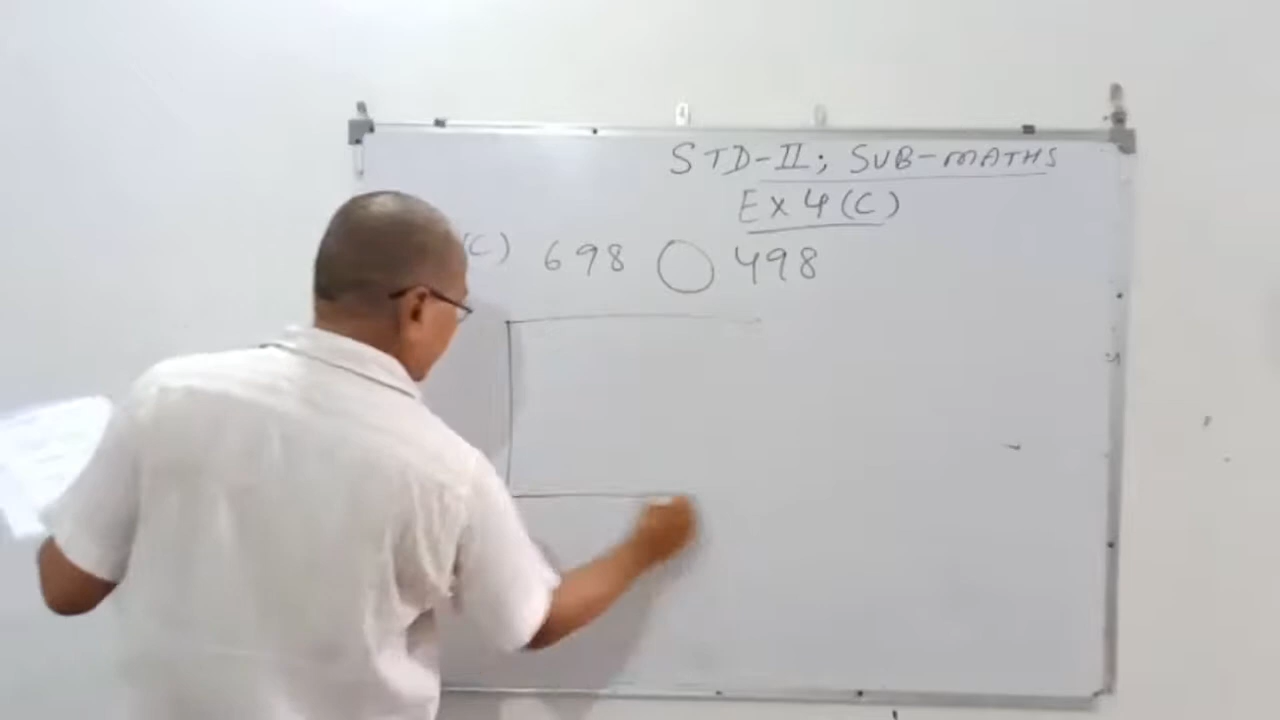 STD-II; SUB-MATHS
Ex 4(C)
(C) 698 ◯ 498